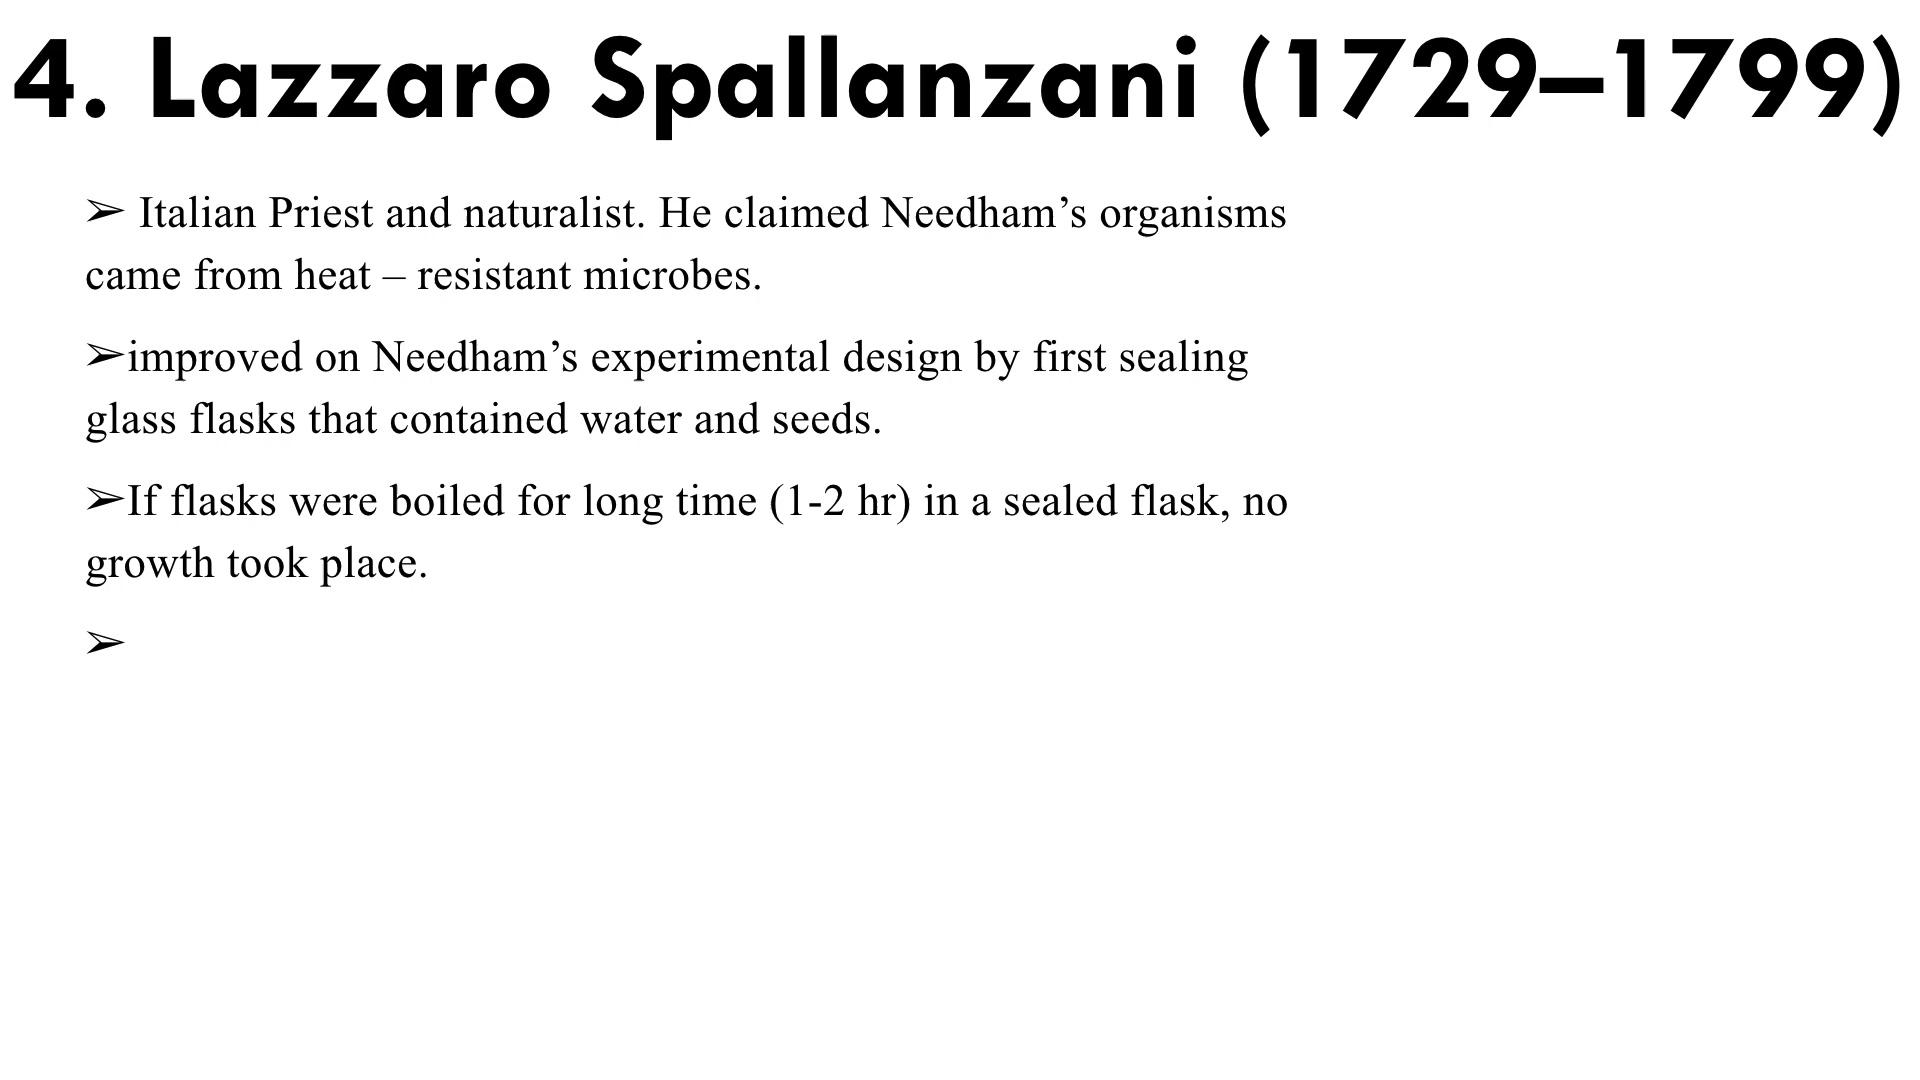 4. Lazzaro Spallanzani (1729–1799)
➢ Italian Priest and naturalist. He claimed Needham’s organisms
came from heat – resistant microbes.
➢improved on Needham’s experimental design by first sealing
glass flasks that contained water and seeds.
➢If flasks were boiled for long time (1-2 hr) in a sealed flask, no
growth took place.
➢